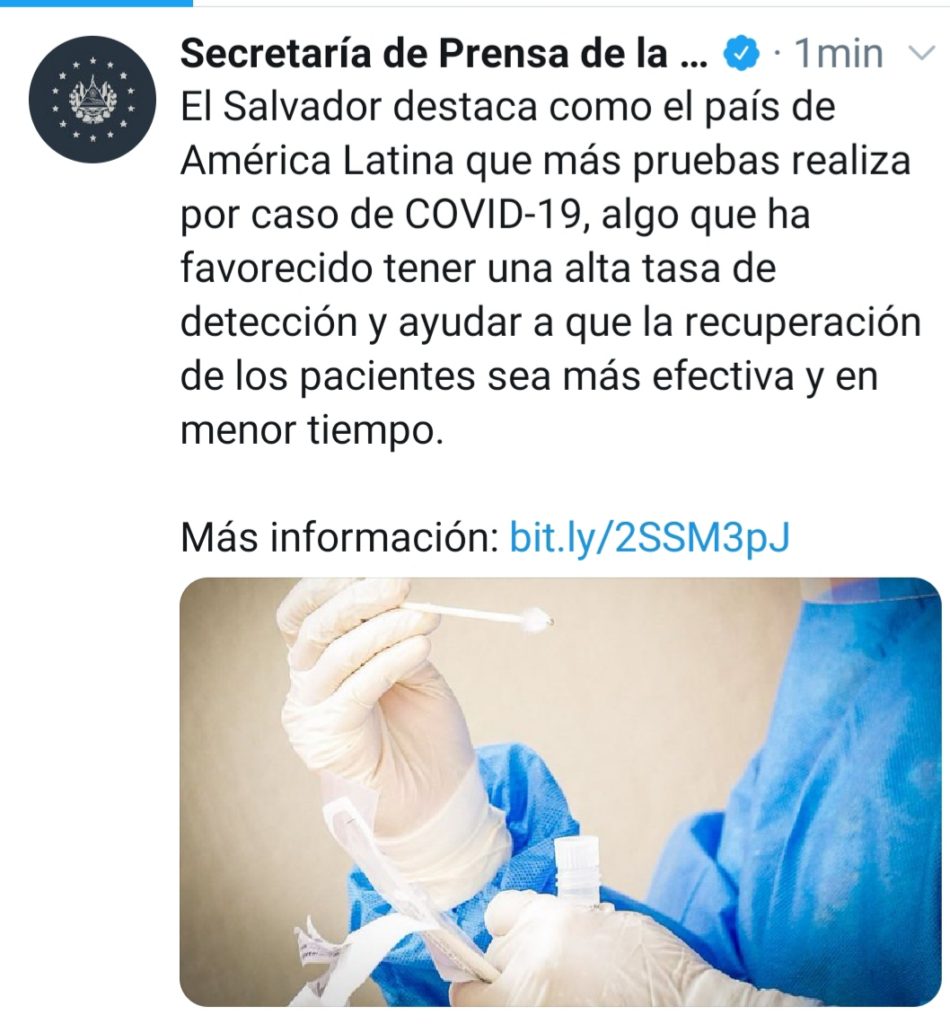 Secretaría de Prensa de la ... · 1min
El Salvador destaca como el país de
América Latina que más pruebas realiza
por caso de COVID-19, algo que ha
favorecido tener una alta tasa de
detección y ayudar a que la recuperación
de los pacientes sea más efectiva y en
menor tiempo.
Más información: bit.ly/2SSM3pJ